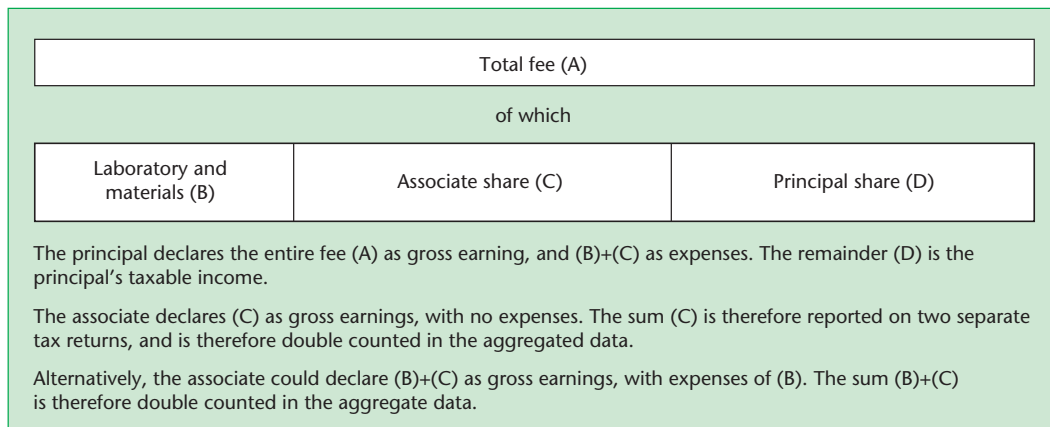 Total fee (A)
of which
Laboratory and
materials (B)
Associate share (C)
Principal share (D)
The principal declares the entire fee (A) as gross earning, and (B)+(C) as expenses. The remainder (D) is the
principal’s taxable income.
The associate declares (C) as gross earnings, with no expenses. The sum (C) is therefore reported on two separate
tax returns, and is therefore double counted in the aggregated data.
Alternatively, the associate could declare (B)+(C) as gross earnings, with expenses of (B). The sum (B)+(C)
is therefore double counted in the aggregate data.